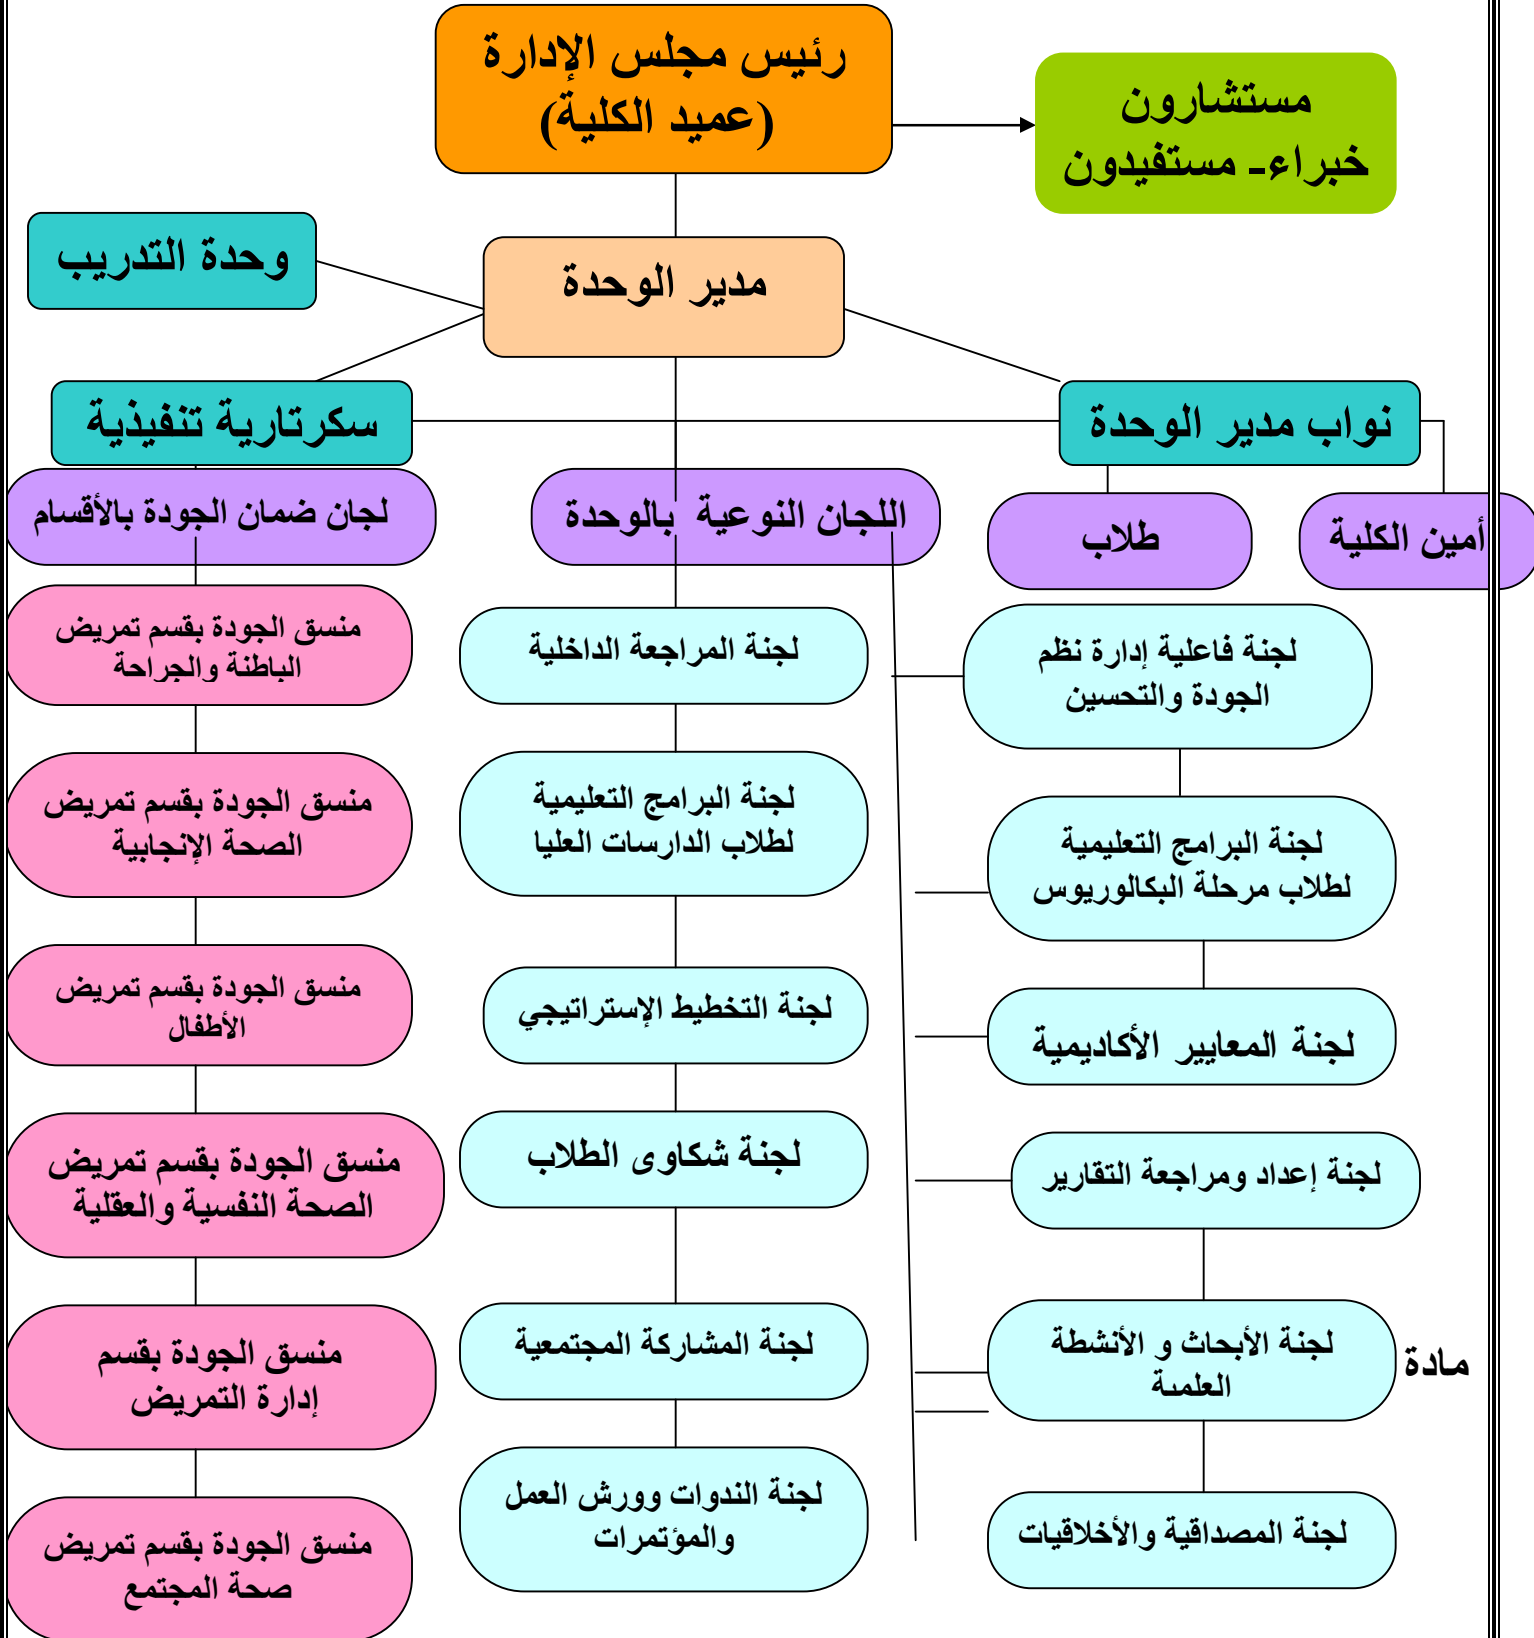 رئيس مجلس الإدارة
(عميد الكلية)
مستشارون
خبراء- مستفيدون
مدير الوحدة
وحدة التدريب
نواب مدير الوحدة
سكرتارية تنفيذية
أمين الكلية
طلاب
اللجان النوعية بالوحدة
لجان ضمان الجودة بالأقسام
لجنة فاعلية إدارة نظم
الجودة والتحسين
لجنة البرامج التعليمية
لطلاب مرحلة البكالوريوس
لجنة المعايير الأكاديمية
لجنة إعداد ومراجعة التقارير
لجنة الأبحاث و الأنشطة
العلمية
مادة
لجنة المصداقية والأخلاقيات
لجنة المراجعة الداخلية
لجنة البرامج التعليمية
لطلاب الدارسات العليا
لجنة التخطيط الإستراتيجي
لجنة شكاوى الطلاب
لجنة المشاركة المجتمعية
لجنة الندوات وورش العمل
والمؤتمرات
منسق الجودة بقسم تمريض
الباطنة والجراحة
منسق الجودة بقسم تمريض
الصحة الإنجابية
منسق الجودة بقسم تمريض
الأطفال
منسق الجودة بقسم تمريض
الصحة النفسية والعقلية
منسق الجودة بقسم
إدارة التمريض
منسق الجودة بقسم تمريض
صحة المجتمع